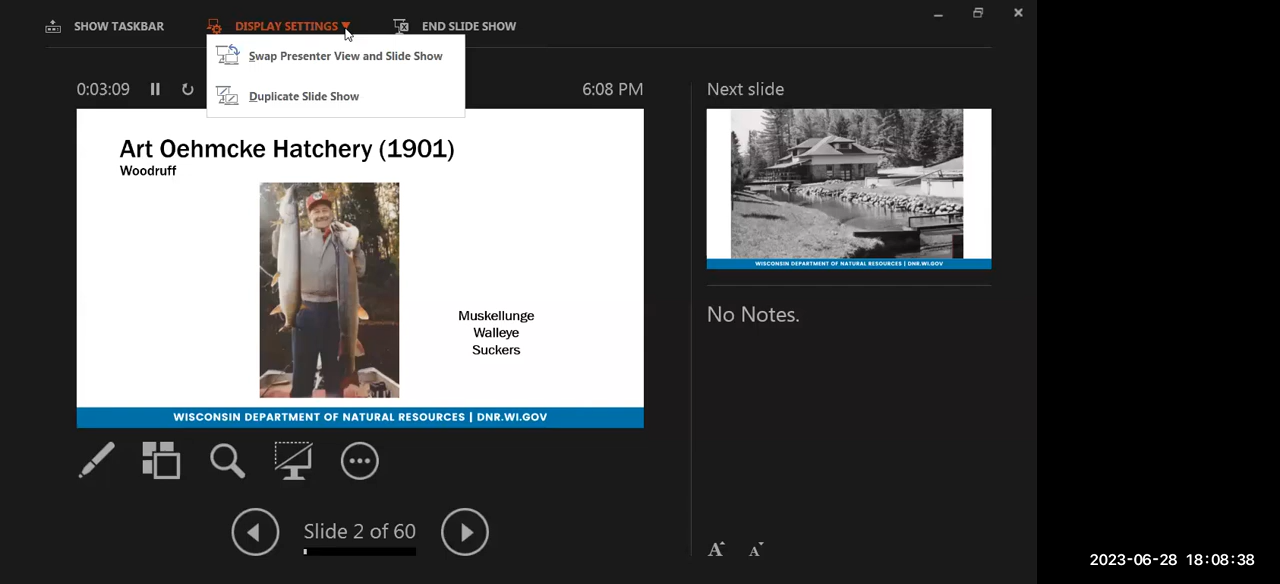 SHOW TASKBAR
DISPLAY SETTINGS
END SLIDE SHOW
Swap Presenter View and Slide Show
Duplicate Slide Show
0:03:09
6:08 PM
Next slide
Art Oehmcke Hatchery (1901)
Woodruff
Muskellunge
Walleye
Suckers
WISCONSIN DEPARTMENT OF NATURAL RESOURCES | DNR.WI.GOV
WISCONSIN DEPARTMENT OF NATURAL RESOURCES | DNR.WI.GOV
No Notes.
Slide 2 of 60
A A
2023-06-28 18:08:38